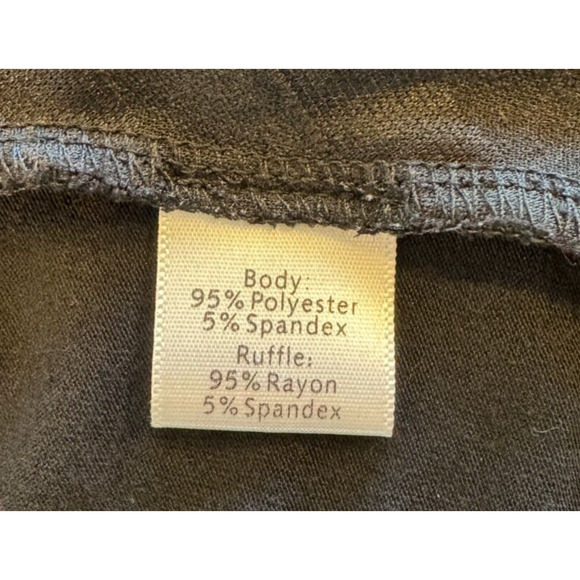 Body:
95% Polyester
5% Spandex
Ruffle:
95% Rayon
5% Spandex